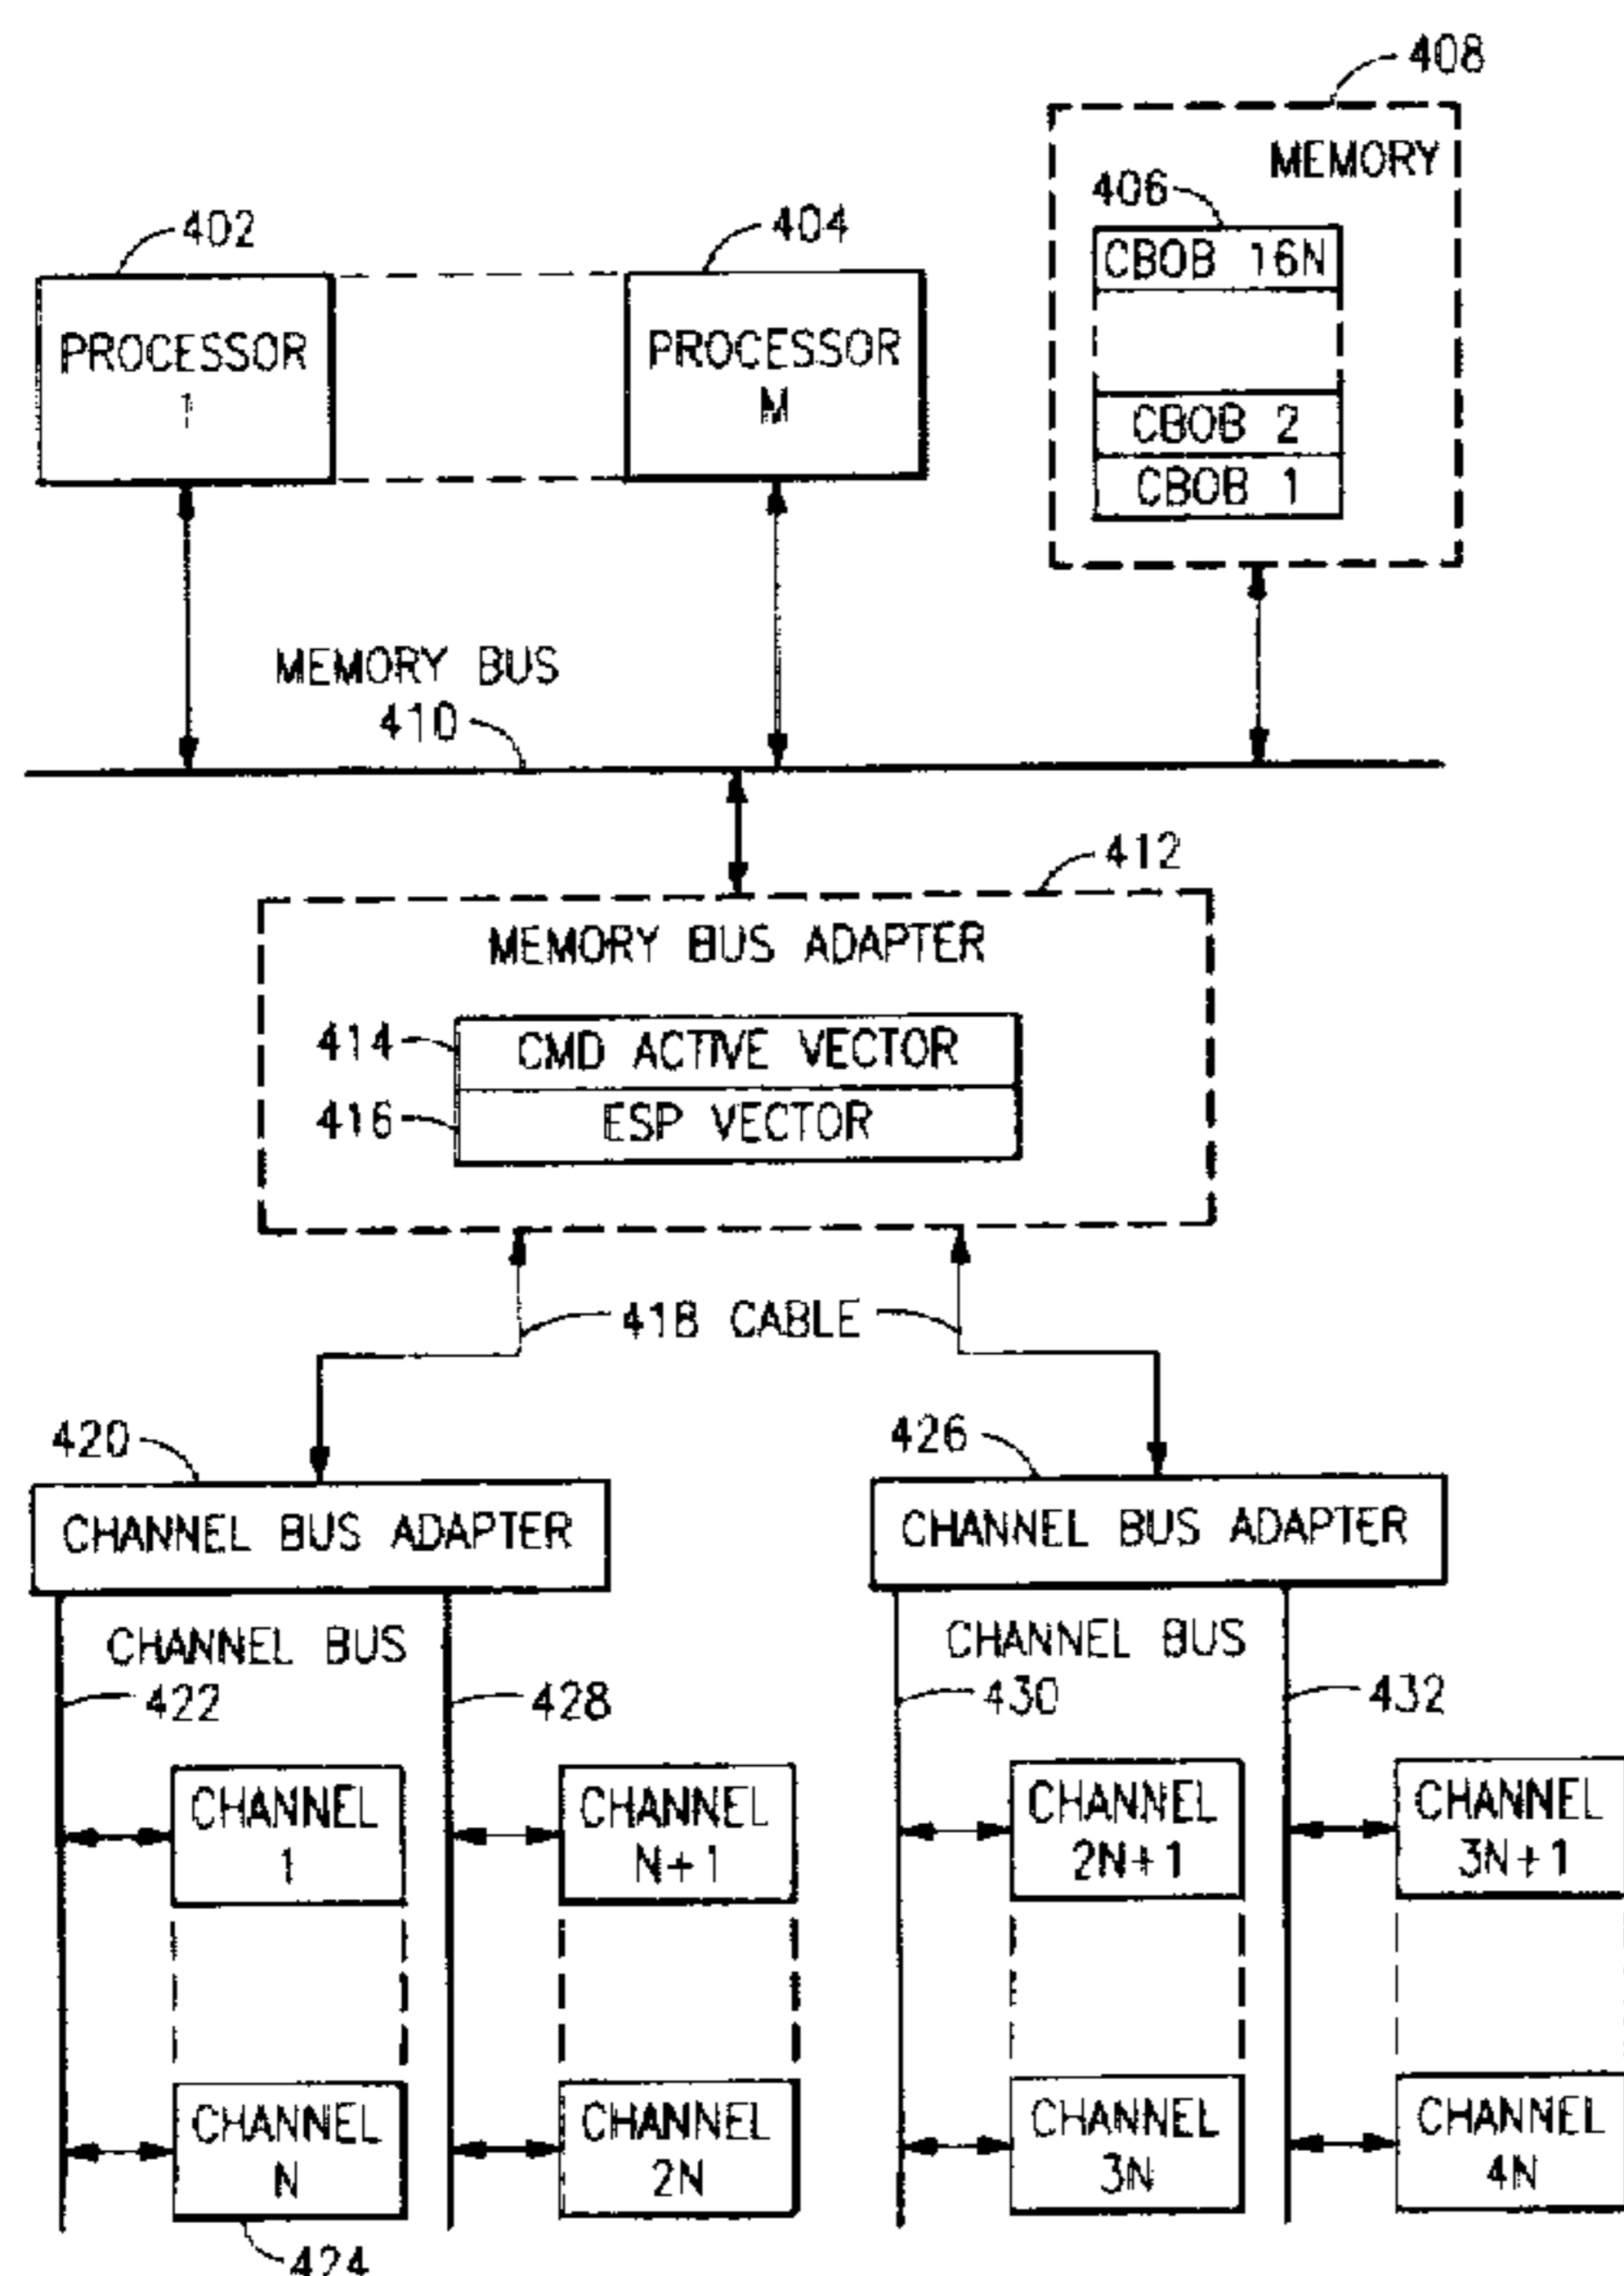 408
MEMORY
406
402
404
CBOB 16N
PROCESSOR
1
PROCESSOR
M
CBOB 2
CBOB 1
MEMORY BUS
410
412
MEMORY BUS ADAPTER
414
CMD ACTIVE VECTOR
416
ESP VECTOR
418 CABLE
420
426
CHANNEL BUS ADAPTER
CHANNEL BUS ADAPTER
CHANNEL BUS
CHANNEL BUS
422
428
430
432
CHANNEL
1
CHANNEL
N+1
CHANNEL
2N+1
CHANNEL
3N+1
CHANNEL
N
CHANNEL
2N
CHANNEL
3N
CHANNEL
4N
424